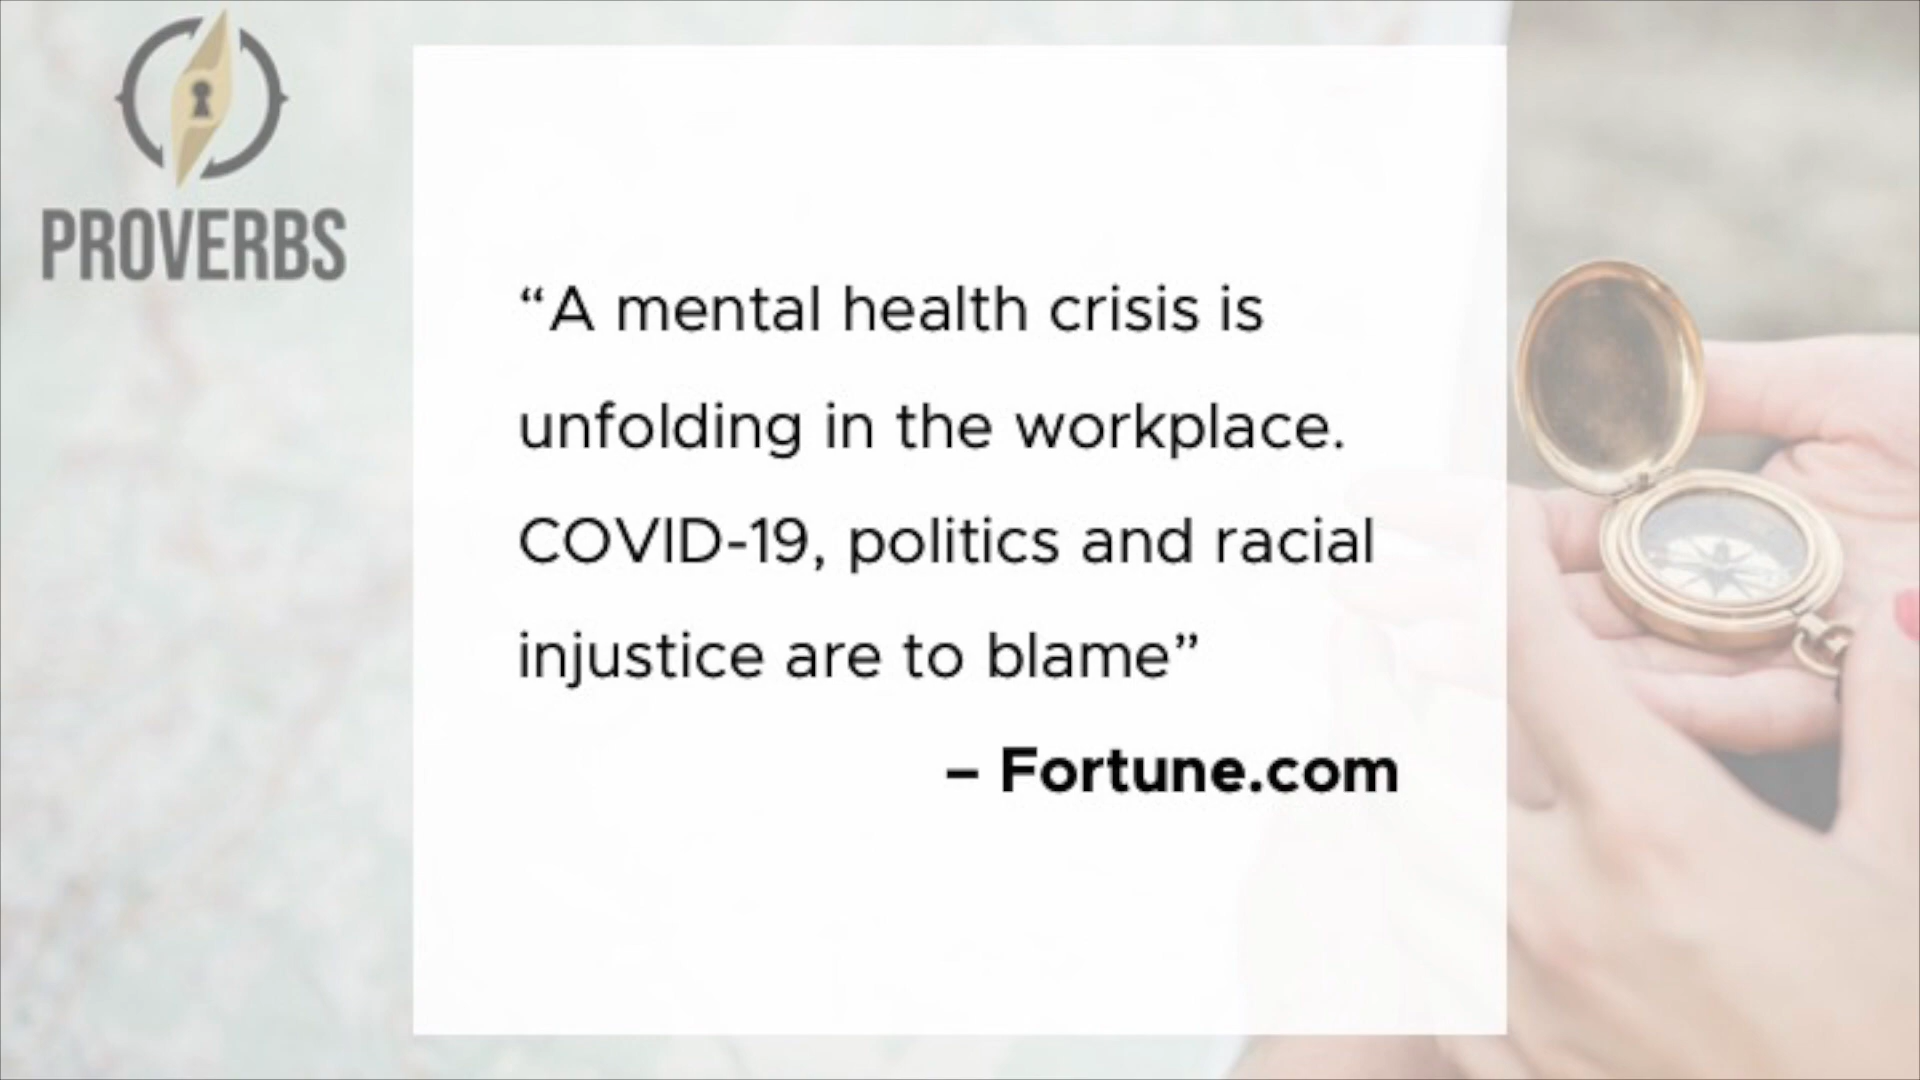 PROVERBS
“A mental health crisis is
unfolding in the workplace.
COVID-19, politics and racial
injustice are to blame”
– Fortune.com